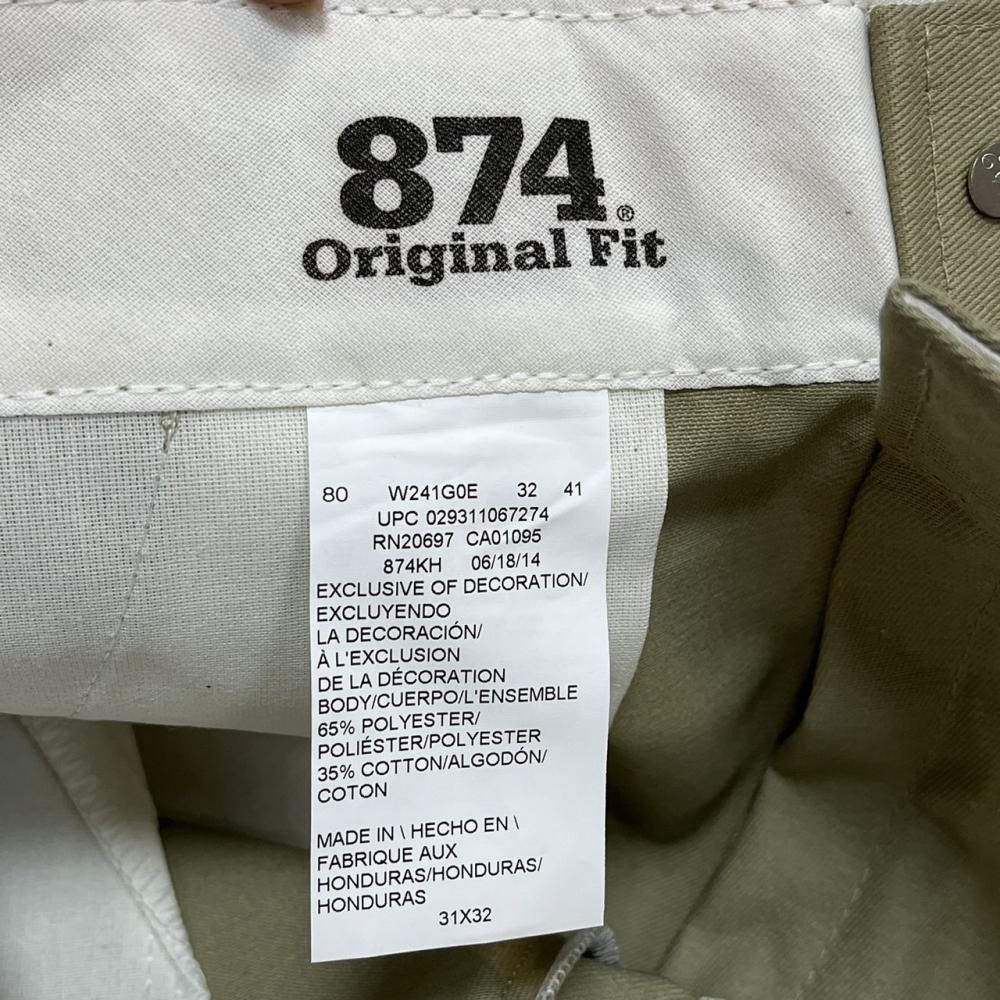 874®
Original Fit
80 W241G0E 32 41
UPC 029311067274
RN20697 CA01095
874KH 06/18/14
EXCLUSIVE OF DECORATION/
EXCLUYENDO
LA DECORACIÓN/
À L'EXCLUSION
DE LA DÉCORATION
BODY/CUERPO/L'ENSEMBLE
65% POLYESTER/
POLIÉSTER/POLYESTER
35% COTTON/ALGODÓN/
COTON
MADE IN \ HECHO EN \
FABRIQUE AUX
HONDURAS/HONDURAS/
HONDURAS
31X32